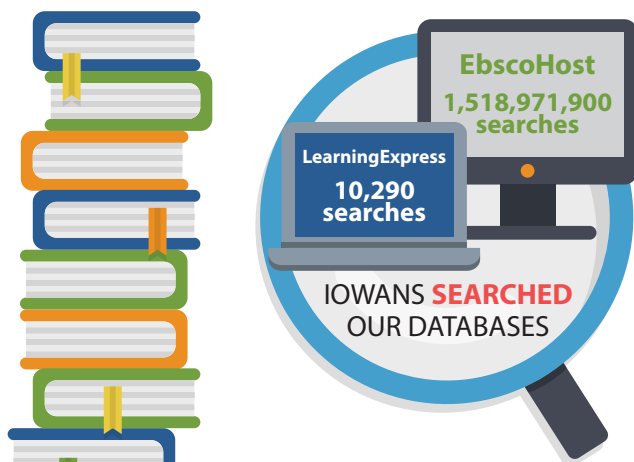 EbscoHost
1,518,971,900
searches
LearningExpress
10,290
searches
IOWANS SEARCHED
OUR DATABASES